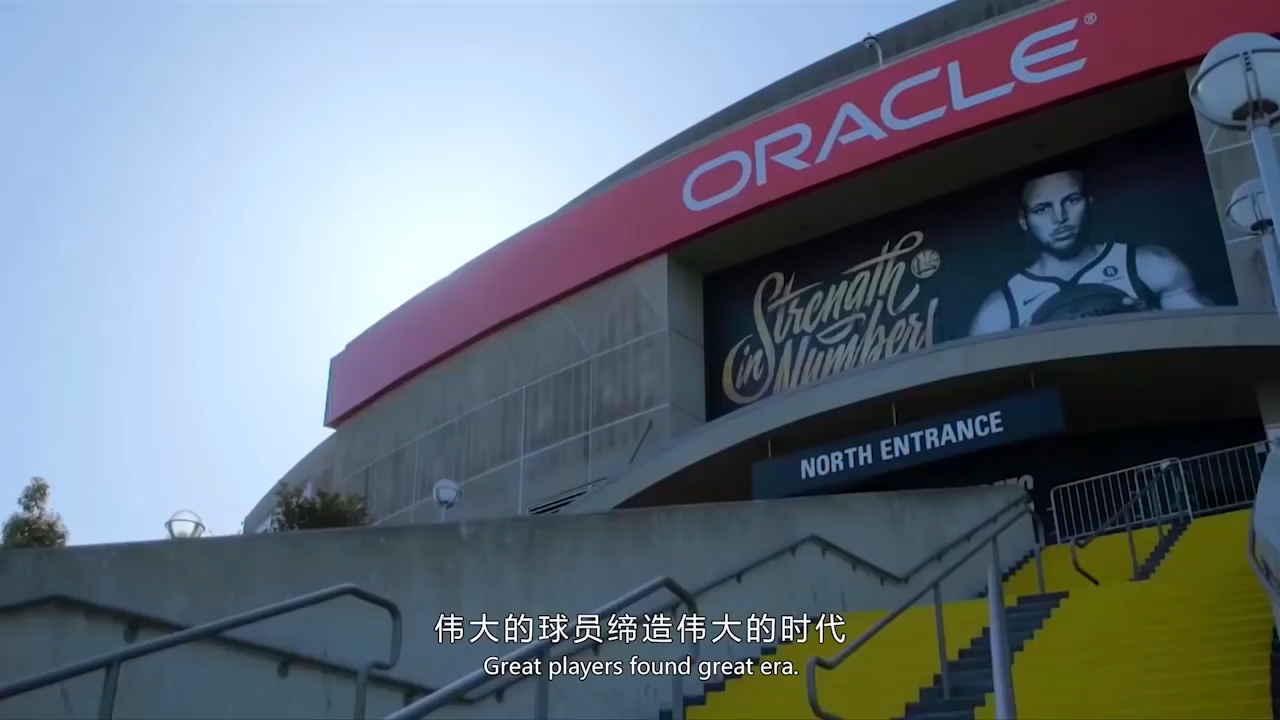 ORACLE®
Strength
in Numbers
NORTH ENTRANCE
伟大的球员缔造伟大的时代
Great players found great era.